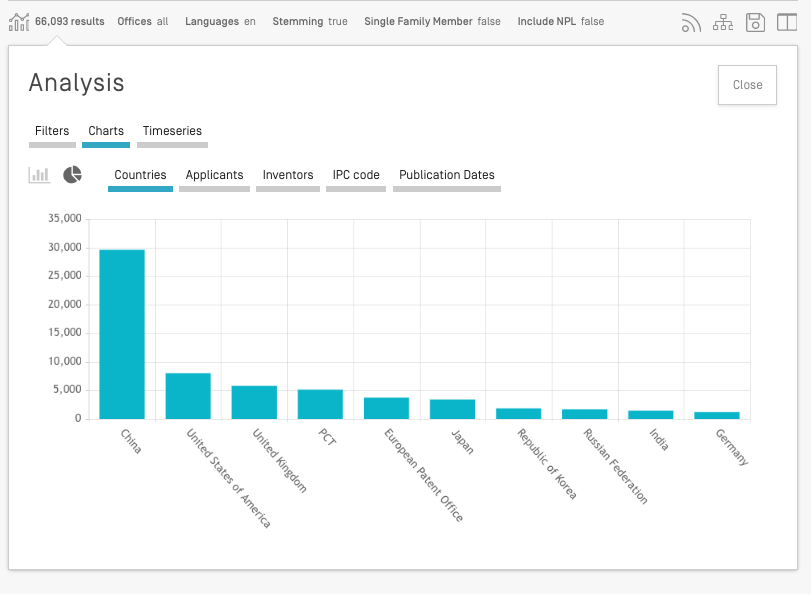 66,093 results Offices all Languages en Stemming true Single Family Member false Include NPL false
Analysis
Close
Filters Charts Timeseries
Countries Applicants Inventors IPC code Publication Dates
35,000
30,000
25,000
20,000
15,000
10,000
5,000
0
China
United States of America
United Kingdom
PCT
European Patent Office
Japan
Republic of Korea
Russian Federation
India
Germany